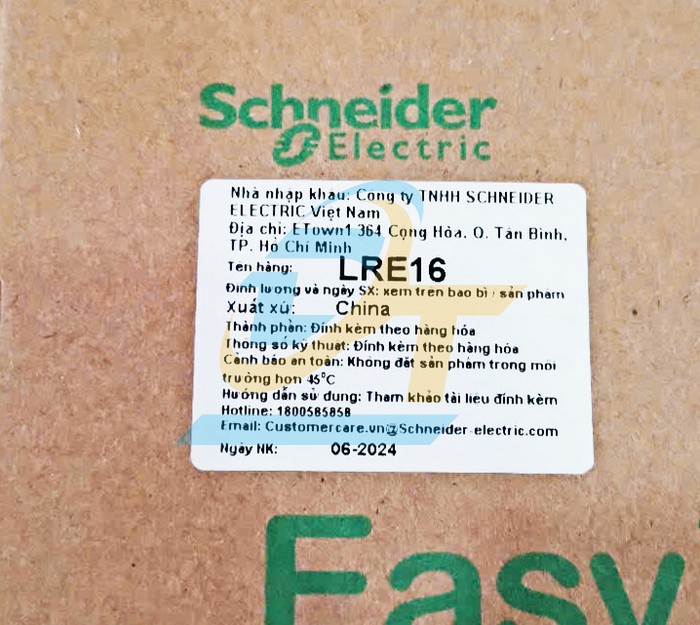 Schneider
Electric
Nhà nhập khẩu: Công ty TNHH SCHNEIDER
ELECTRIC Việt Nam
Địa chỉ: ETown1 364 Cộng Hòa, Q. Tân Bình,
TP. Hồ Chí Minh
Tên hàng: LRE16
Định lượng và ngày SX: xem trên bao bì / sản phẩm
Xuất xứ: China
Thành phần: Đính kèm theo hàng hóa
Thông số kỹ thuật: Đính kèm theo hàng hóa
Cảnh báo an toàn: Không đặt sản phẩm trong môi
trường hơn 45°C
Hướng dẫn sử dụng: Tham khảo tài liệu đính kèm
Hotline: 1800585858
Email: Customercare.vn@Schneider-electric.com
Ngày NK: 06-2024
Easy